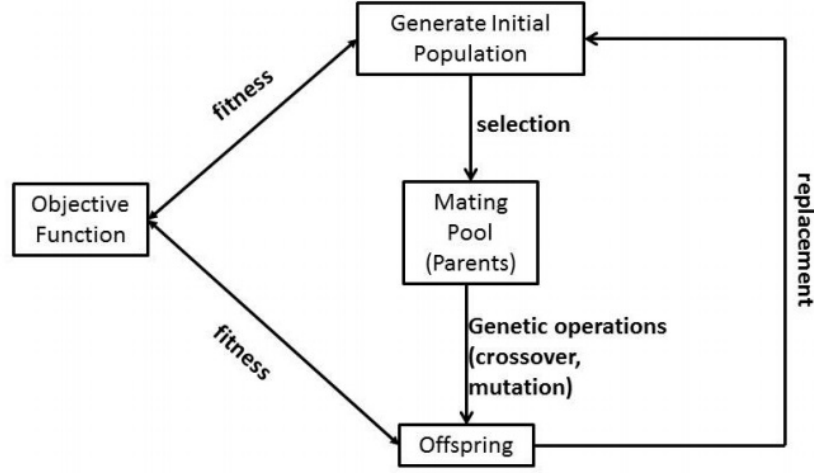 Generate Initial
Population
fitness
selection
Objective
Function
Mating
Pool
(Parents)
replacement
fitness
Genetic operations
(crossover,
mutation)
Offspring